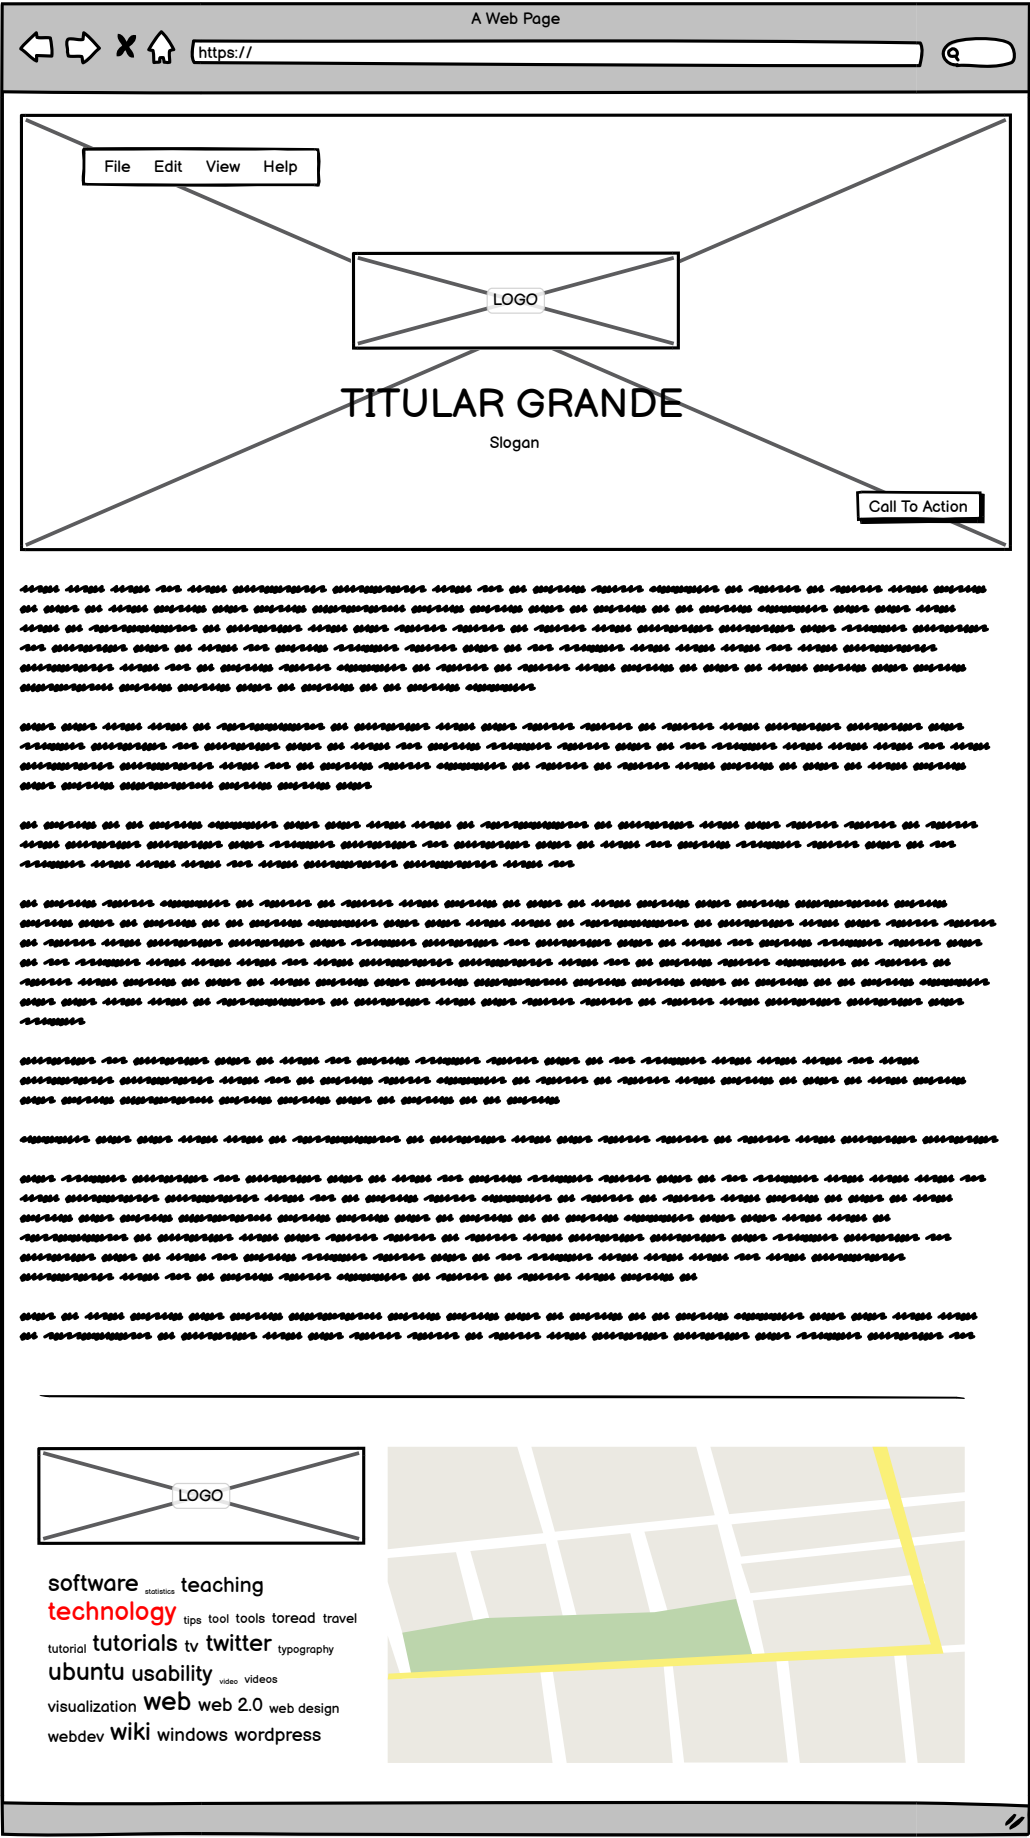 A Web Page
https://
File Edit View Help
LOGO
TITULAR GRANDE
Slogan
Call To Action
LOGO
software statistics teaching
technology tips tool tools toread travel
tutorial tutorials tv twitter typography
ubuntu usability video videos
visualization web web 2.0 web design
webdev wiki windows wordpress